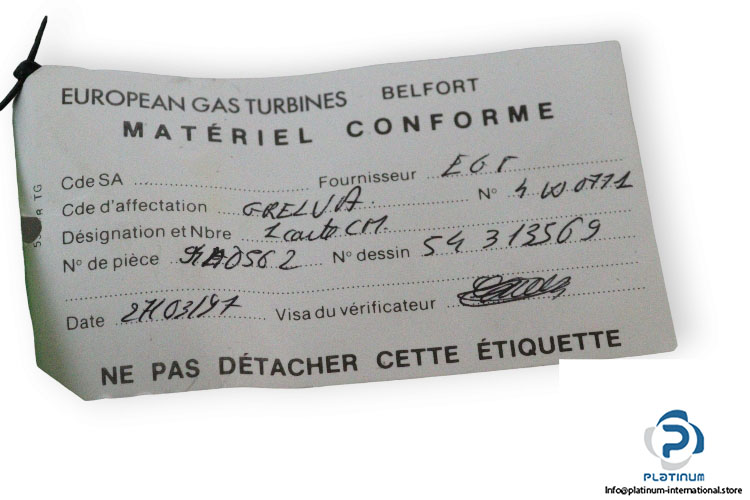 EUROPEAN GAS TURBINES BELFORT
MATÉRIEL CONFORME
Cde SA Fournisseur EGT
Cde d'affectation GRELUA N° 4W0771
Désignation et Nbre 1 carte CM.
N° de pièce 0562 N° dessin 54 313569
Date 27/03/97 Visa du vérificateur
NE PAS DÉTACHER CETTE ÉTIQUETTE
PLATINUM
Info@platinum-international.store